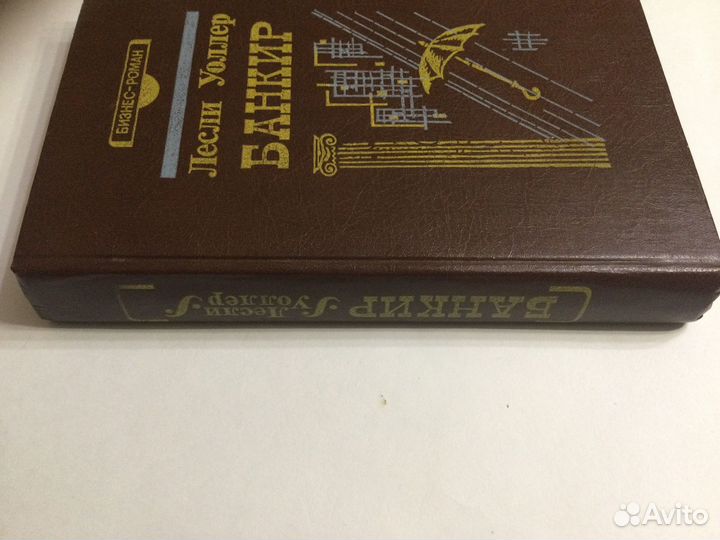 БИЗНЕС-РОМАН
Лесли Уоллер
БАНКИР
Лесли
Уоллер
БАНКИР
Avito